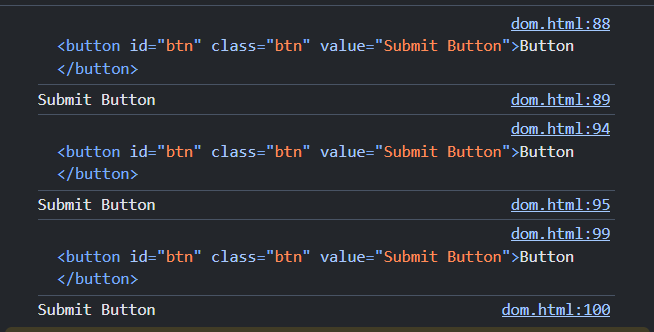 dom.html:88
<button id="btn" class="btn" value="Submit Button">Button
</button>
Submit Button dom.html:89
dom.html:94
<button id="btn" class="btn" value="Submit Button">Button
</button>
Submit Button dom.html:95
dom.html:99
<button id="btn" class="btn" value="Submit Button">Button
</button>
Submit Button dom.html:100